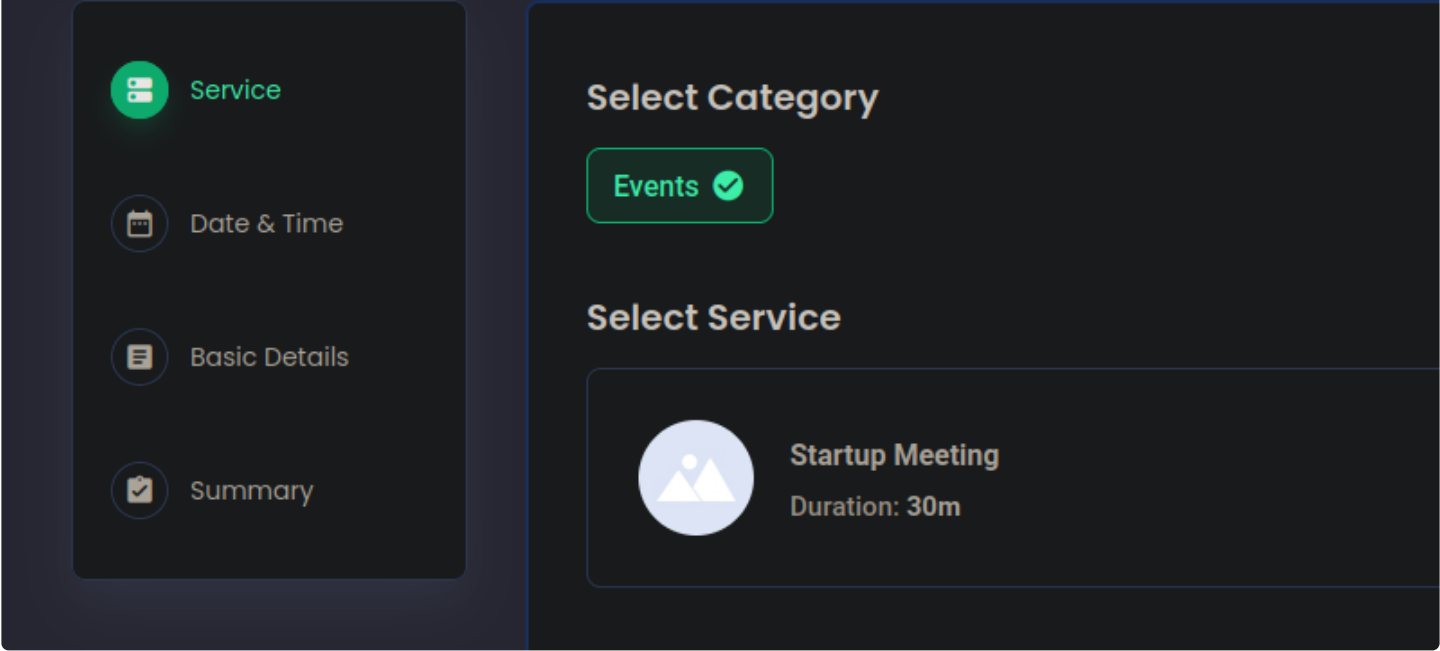 Service
Date & Time
Basic Details
Summary
Select Category
Events
Select Service
Startup Meeting
Duration: 30m